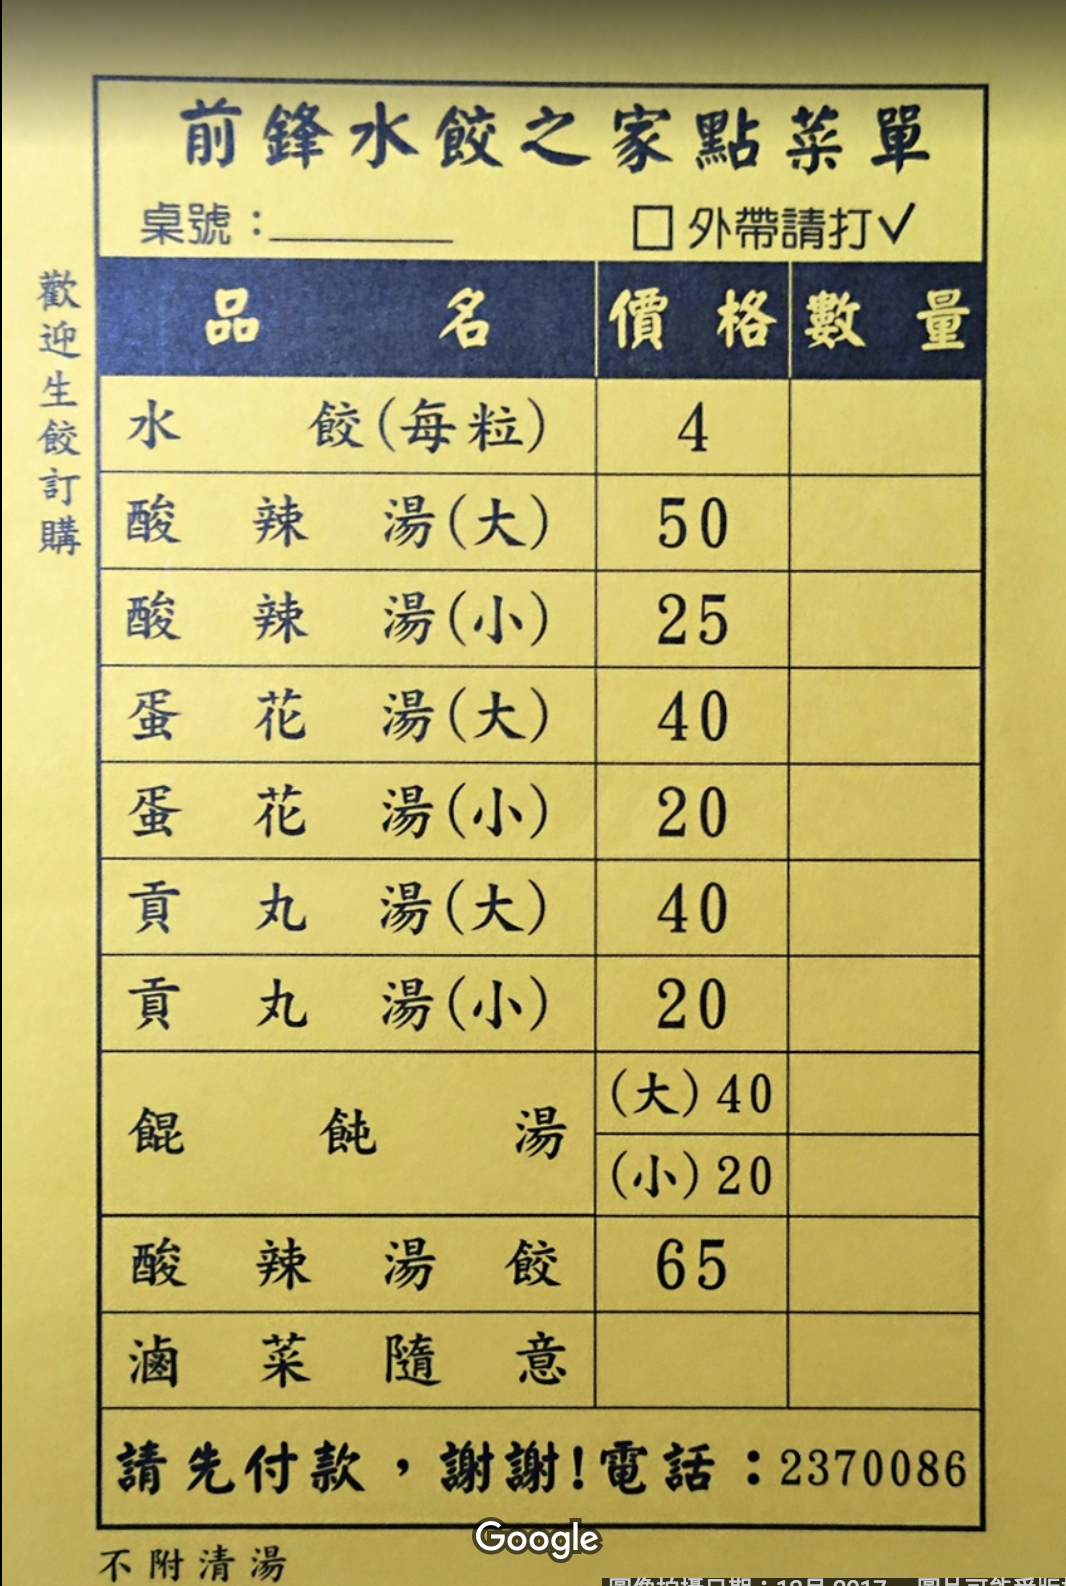 前鋒水餃之家點菜單
桌號：________ □外帶請打✓
歡迎生餃訂購
品名 價格 數量
水餃(每粒) 4
酸辣湯(大) 50
酸辣湯(小) 25
蛋花湯(大) 40
蛋花湯(小) 20
貢丸湯(大) 40
貢丸湯(小) 20
餛飩湯 (大)40
(小)20
酸辣湯餃 65
滷菜隨意
請先付款，謝謝!電話：2370086
Google
不附清湯